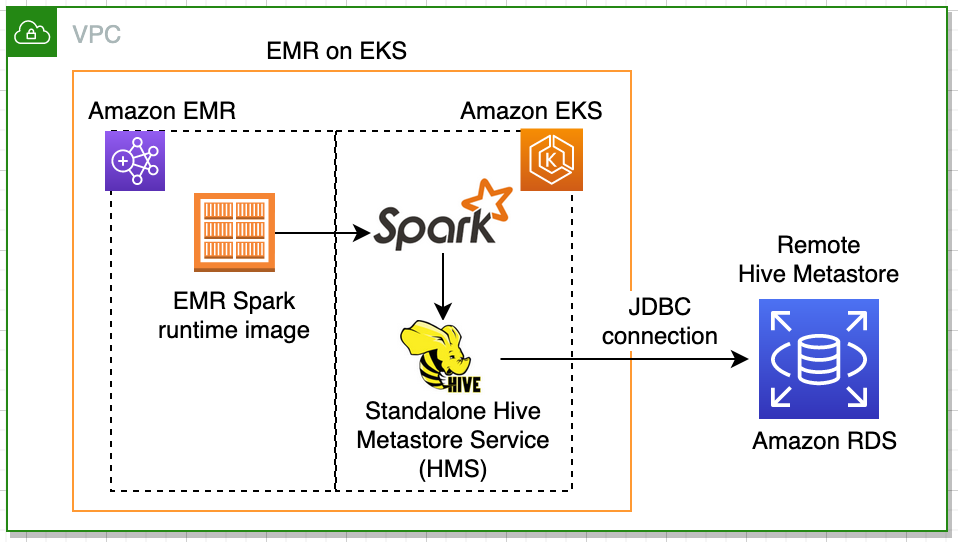 VPC
EMR on EKS
Amazon EMR
Amazon EKS
K
Spark
EMR Spark
runtime image
HIVE
Standalone Hive
Metastore Service
(HMS)
JDBC
connection
Remote
Hive Metastore
Amazon RDS